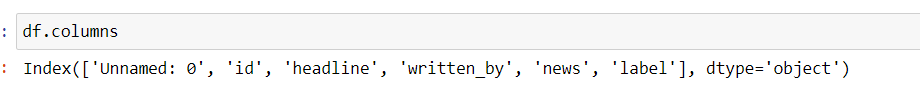 : df.columns
: Index(['Unnamed: 0', 'id', 'headline', 'written_by', 'news', 'label'], dtype='object')